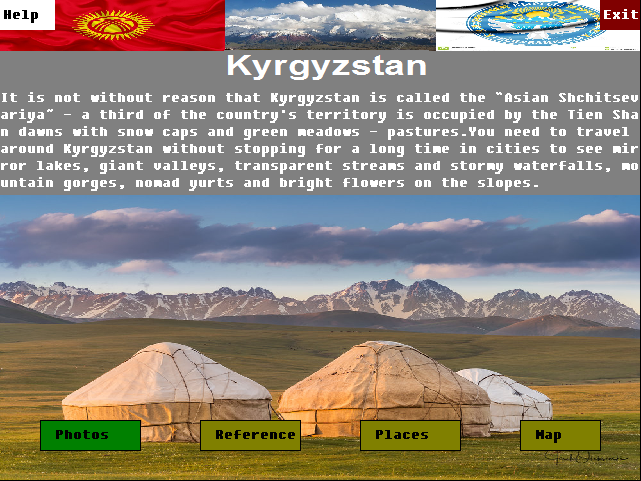 Help
Exit
Kyrgyzstan
It is not without reason that Kyrgyzstan is called the "Asian Shchitsev
ariya" - a third of the country's territory is occupied by the Tien Sha
n dawns with snow caps and green meadows - pastures.You need to travel
around Kyrgyzstan without stopping for a long time in cities to see mir
ror lakes, giant valleys, transparent streams and stormy waterfalls, mo
untain gorges, nomad yurts and bright flowers on the slopes.
Photos
Reference
Places
Map